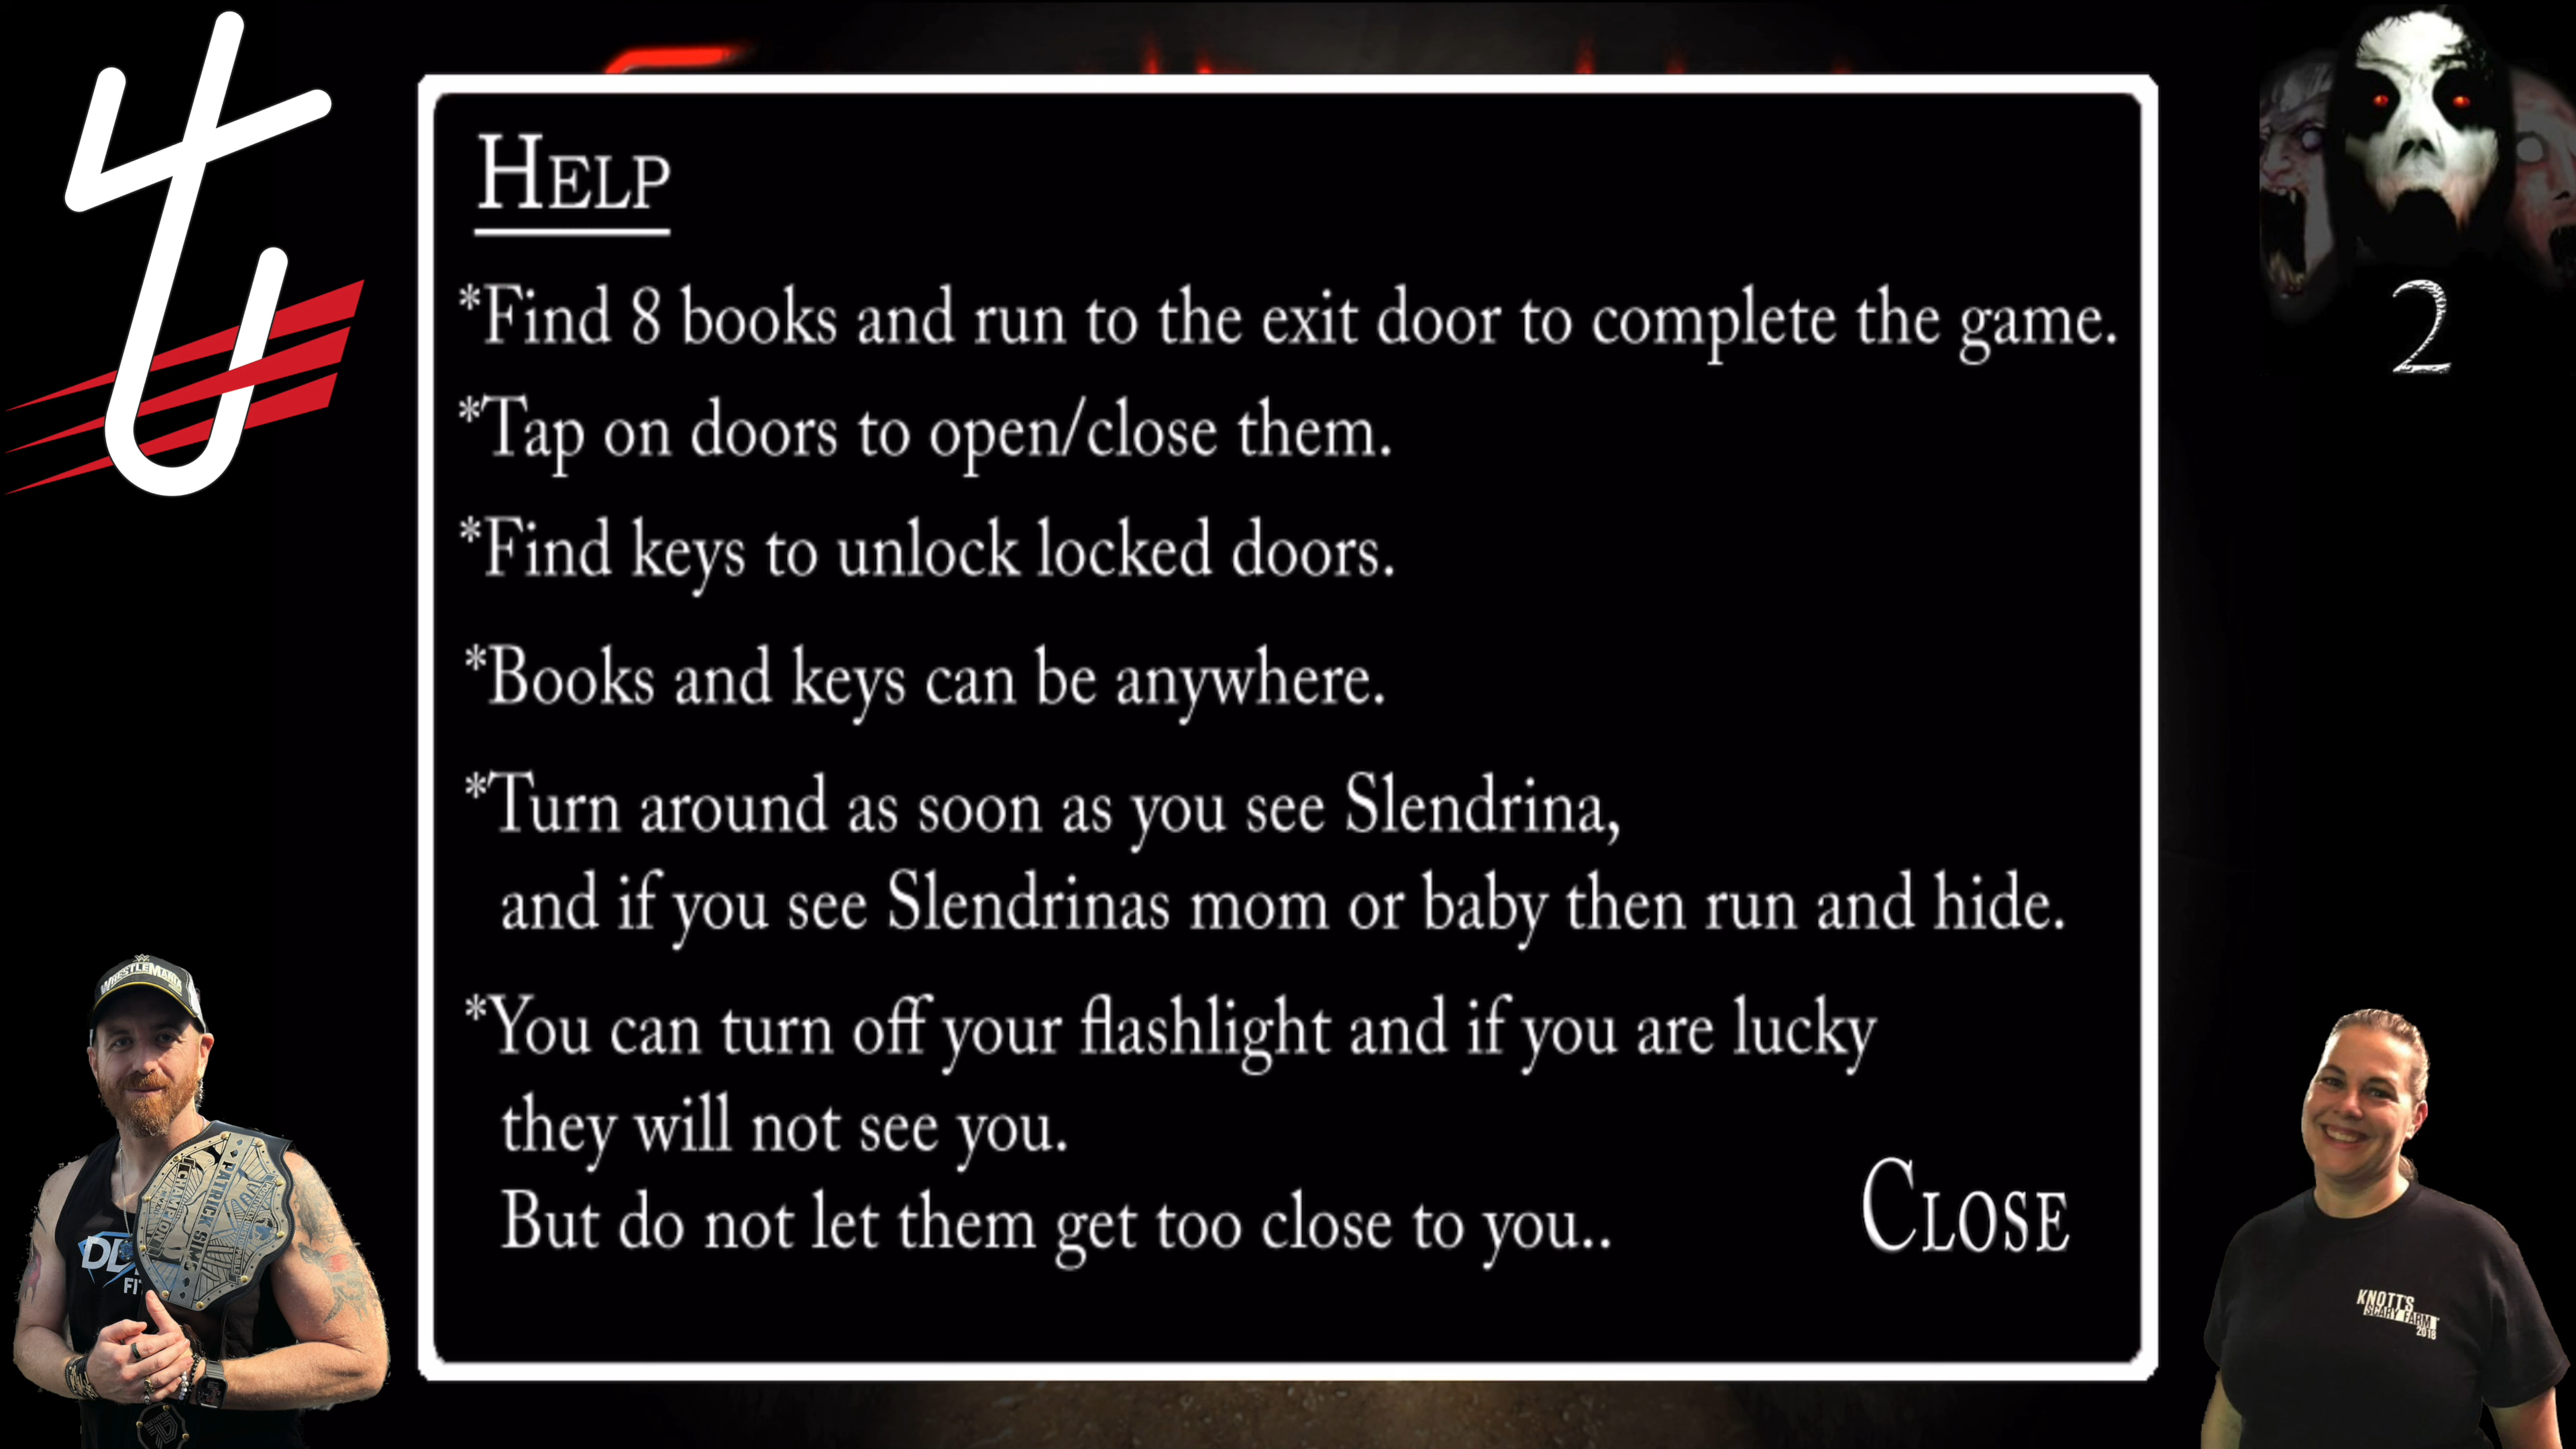 HELP
*Find 8 books and run to the exit door to complete the game.
*Tap on doors to open/close them.
*Find keys to unlock locked doors.
*Books and keys can be anywhere.
*Turn around as soon as you see Slendrina,
and if you see Slendrinas mom or baby then run and hide.
*You can turn off your flashlight and if you are lucky
they will not see you.
But do not let them get too close to you..
CLOSE
2
WRESTLEMANIA
PATRICK SIMS
CHAMPION
KNOTT'S
SCARY FARM
2018